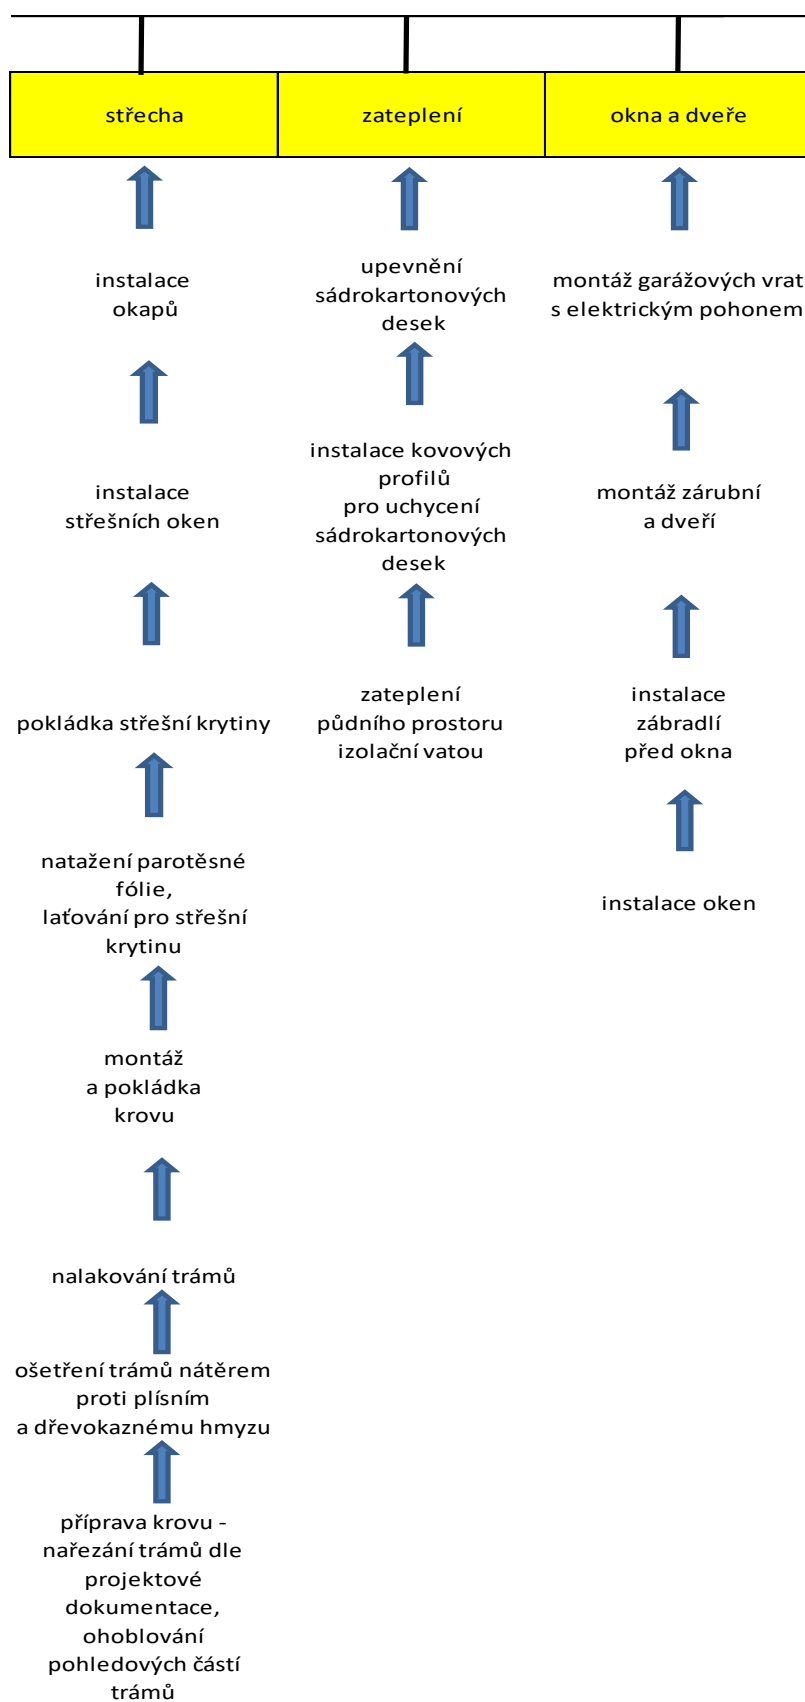 střecha
zateplení
okna a dveře
instalace
okapů
instalace
střešních oken
pokládka střešní krytiny
natažení parotěsné
fólie,
laťování pro střešní
krytinu
montáž
a pokládka
krovu
nalakování trámů
ošetření trámů nátěrem
proti plísním
a dřevokaznému hmyzu
příprava krovu -
nařezání trámů dle
projektové
dokumentace,
ohoblování
pohledových částí
trámů
upevnění
sádrokartonových
desek
instalace kovových
profilů
pro uchycení
sádrokartonových
desek
zateplení
půdního prostoru
izolační vatou
montáž garážových vrat
s elektrickým pohonem
montáž zárubní
a dveří
instalace
zábradlí
před okna
instalace oken